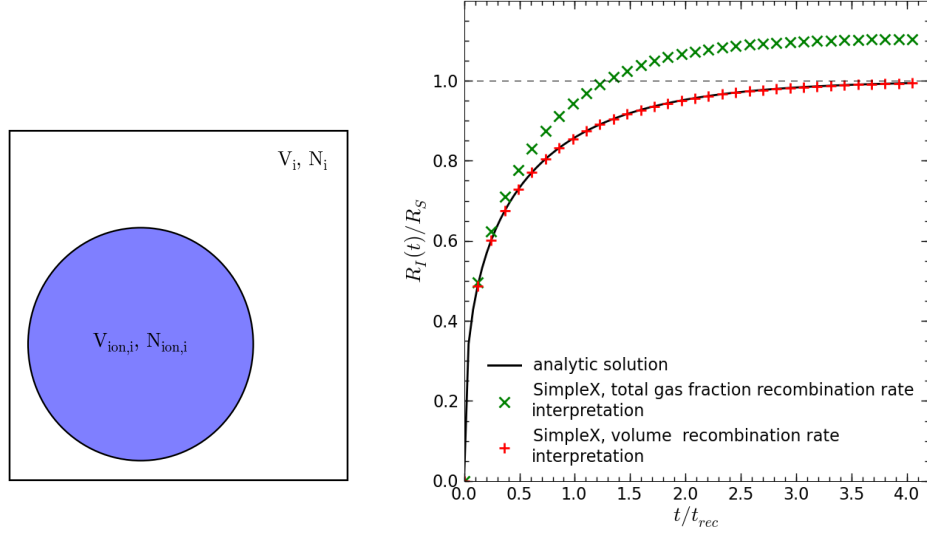 V_i, N_i
V_ion,i, N_ion,i
R_I(t)/R_S
1.0
0.8
0.6
0.4
0.2
0.0
analytic solution
SimpleX, total gas fraction recombination rate
interpretation
SimpleX, volume recombination rate
interpretation
0.0 0.5 1.0 1.5 2.0 2.5 3.0 3.5 4.0
t/t_rec